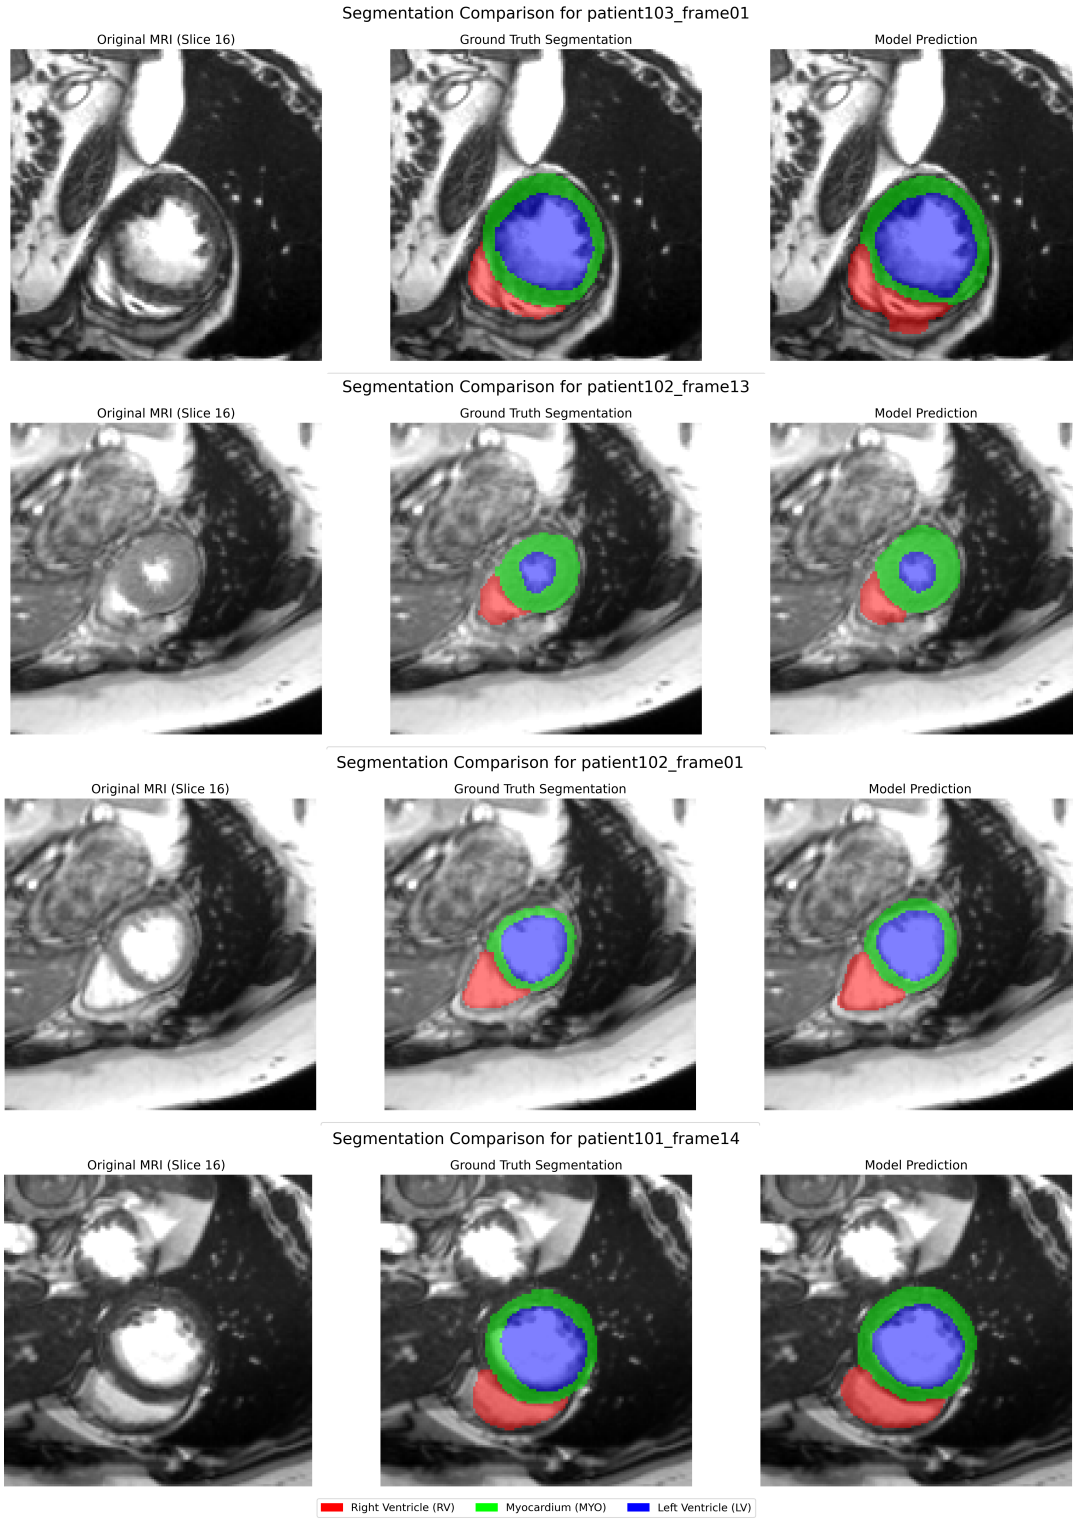 Segmentation Comparison for patient103_frame01
Original MRI (Slice 16)
Ground Truth Segmentation
Model Prediction
Segmentation Comparison for patient102_frame13
Original MRI (Slice 16)
Ground Truth Segmentation
Model Prediction
Segmentation Comparison for patient102_frame01
Original MRI (Slice 16)
Ground Truth Segmentation
Model Prediction
Segmentation Comparison for patient101_frame14
Original MRI (Slice 16)
Ground Truth Segmentation
Model Prediction
Right Ventricle (RV)
Myocardium (MYO)
Left Ventricle (LV)